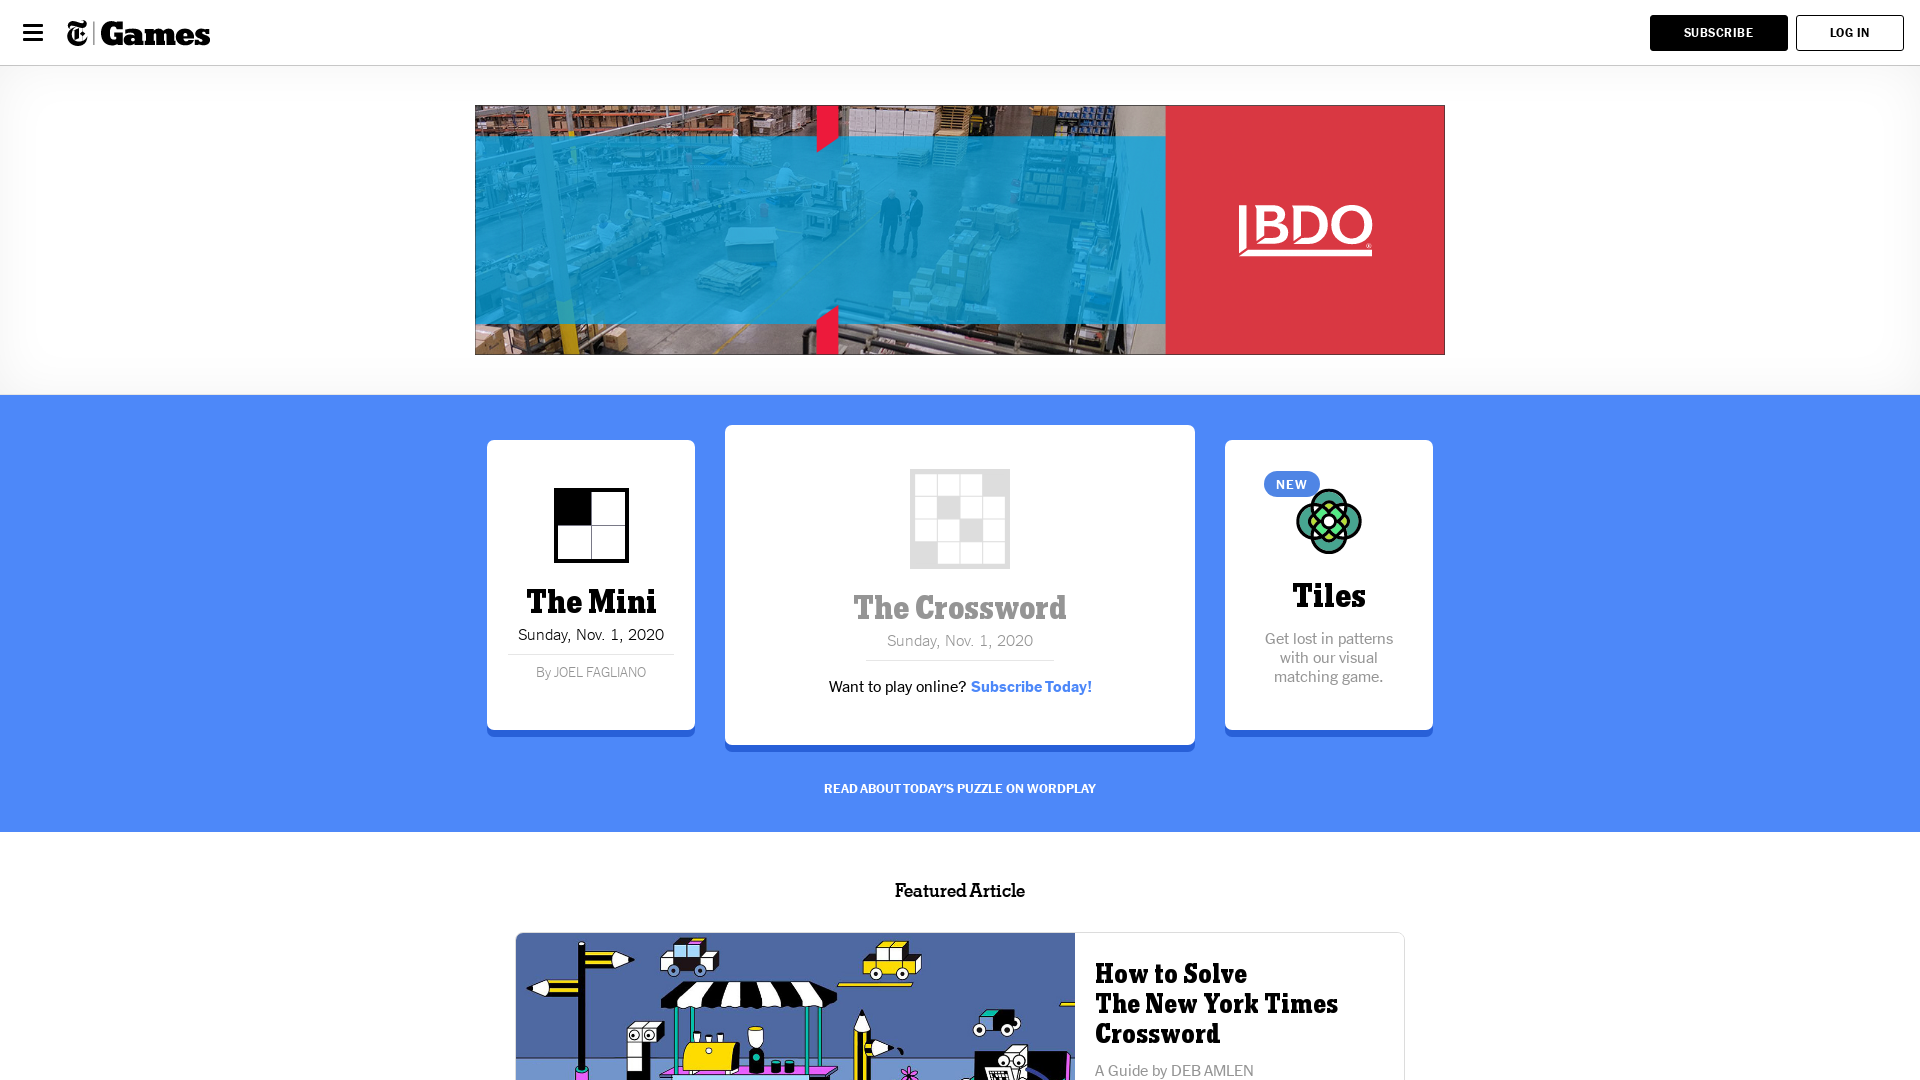 T Games
SUBSCRIBE
LOG IN
BDO
The Mini
Sunday, Nov. 1, 2020
By JOEL FAGLIANO
The Crossword
Sunday, Nov. 1, 2020
Want to play online? Subscribe Today!
NEW
Tiles
Get lost in patterns
with our visual
matching game.
READ ABOUT TODAY'S PUZZLE ON WORDPLAY
Featured Article
How to Solve
The New York Times
Crossword
A Guide by DEB AMLEN